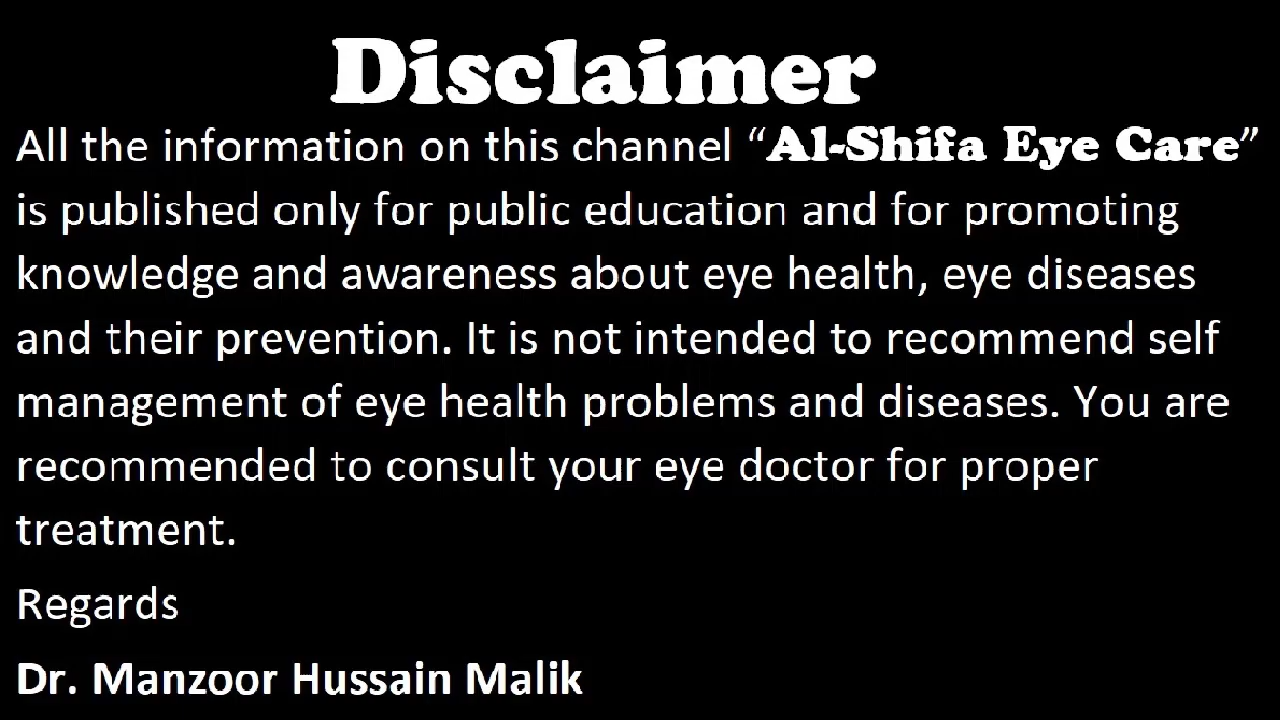 Disclaimer
All the information on this channel “Al-Shifa Eye Care”
is published only for public education and for promoting
knowledge and awareness about eye health, eye diseases
and their prevention. It is not intended to recommend self
management of eye health problems and diseases. You are
recommended to consult your eye doctor for proper
treatment.
Regards
Dr. Manzoor Hussain Malik